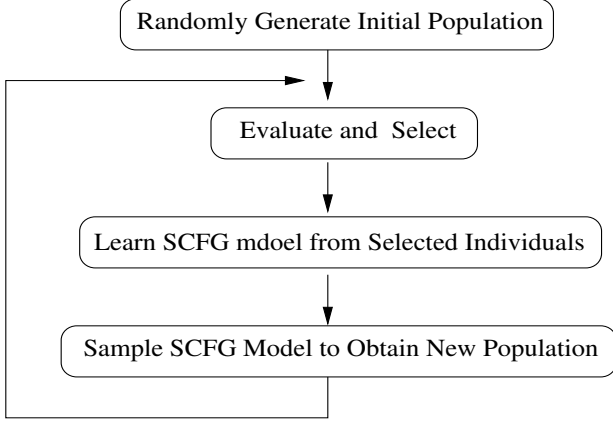 Randomly Generate Initial Population
Evaluate and Select
Learn SCFG mdoel from Selected Individuals
Sample SCFG Model to Obtain New Population